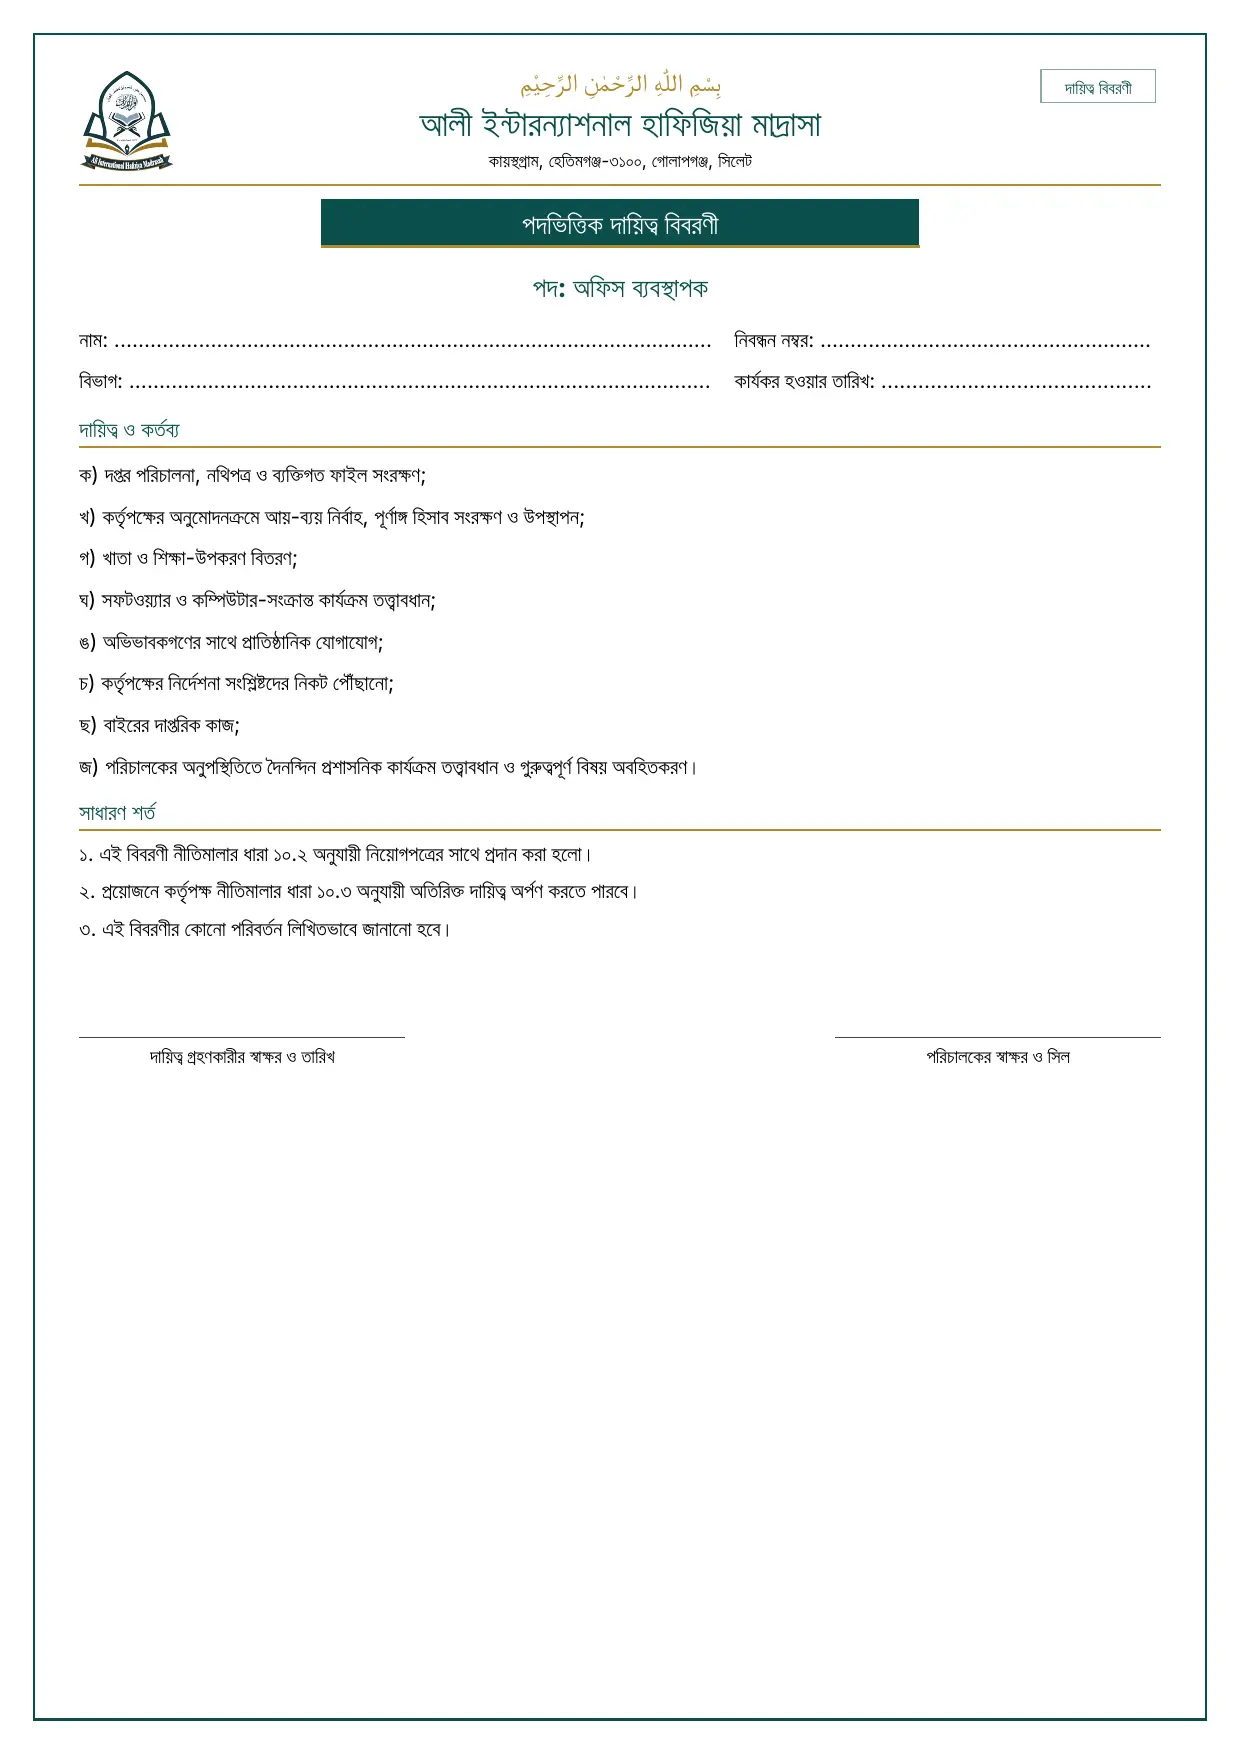 بِسْمِ اللهِ الرَّحْمٰنِ الرَّحِيْمِ
দায়িত্ব বিবরণী
আলী ইন্টারন্যাশনাল হাফিজিয়া মাদ্রাসা
কায়স্থগ্রাম, হেতিমগঞ্জ-৩১০০, গোলাপগঞ্জ, সিলেট
Ali International Hafiziya Madrasah
পদভিত্তিক দায়িত্ব বিবরণী
পদ: অফিস ব্যবস্থাপক
নাম: .................................................................................................... নিবন্ধন নম্বর: .......................................................
বিভাগ: ................................................................................................. কার্যকর হওয়ার তারিখ: ............................................
দায়িত্ব ও কর্তব্য
ক) দপ্তর পরিচালনা, নথিপত্র ও ব্যক্তিগত ফাইল সংরক্ষণ;
খ) কর্তৃপক্ষের অনুমোদনক্রমে আয়-ব্যয় নির্বাহ, পূর্ণাঙ্গ হিসাব সংরক্ষণ ও উপস্থাপন;
গ) খাতা ও শিক্ষা-উপকরণ বিতরণ;
ঘ) সফটওয়্যার ও কম্পিউটার-সংক্রান্ত কার্যক্রম তত্ত্বাবধান;
ঙ) অভিভাবকগণের সাথে প্রাতিষ্ঠানিক যোগাযোগ;
চ) কর্তৃপক্ষের নির্দেশনা সংশ্লিষ্টদের নিকট পৌঁছানো;
ছ) বাইরের দাপ্তরিক কাজ;
জ) পরিচালকের অনুপস্থিতিতে দৈনন্দিন প্রশাসনিক কার্যক্রম তত্ত্বাবধান ও গুরুত্বপূর্ণ বিষয় অবহিতকরণ।
সাধারণ শর্ত
১. এই বিবরণী নীতিমালার ধারা ১০.২ অনুযায়ী নিয়োগপত্রের সাথে প্রদান করা হলো।
২. প্রয়োজনে কর্তৃপক্ষ নীতিমালার ধারা ১০.৩ অনুযায়ী অতিরিক্ত দায়িত্ব অর্পণ করতে পারবে।
৩. এই বিবরণীর কোনো পরিবর্তন লিখিতভাবে জানানো হবে।
দায়িত্ব গ্রহণকারীর স্বাক্ষর ও তারিখ
পরিচালকের স্বাক্ষর ও সিল